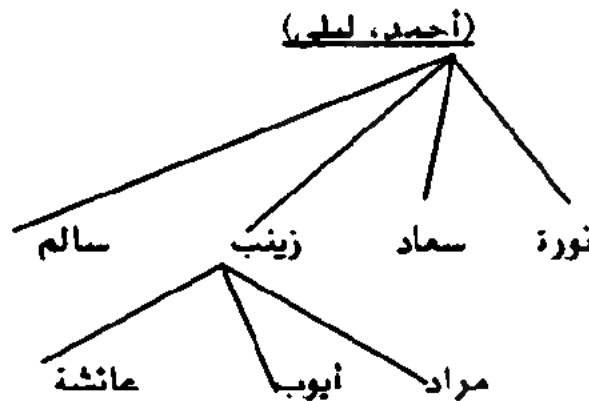 (أحمد، ليلى)
نورة سعاد زينب سالم
مراد أيوب عائشة